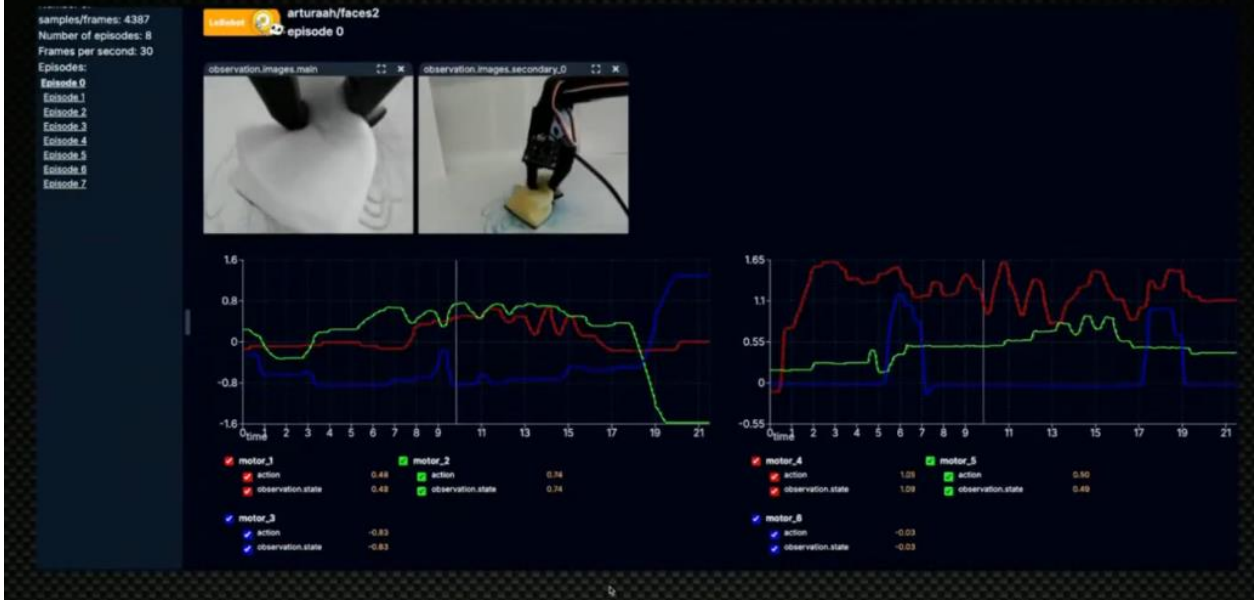 samples/frames: 4387
Number of episodes: 8
Frames per second: 30
Episodes:
Episode 0
Episode 1
Episode 2
Episode 3
Episode 4
Episode 5
Episode 6
Episode 7
LeRobot
arturaah/faces2
episode 0
observation.images.main
observation.images.secondary_0
1.6
0.8
0
-0.8
-1.6
0 1 2 3 4 5 6 7 8 9 11 13 15 17 19 21
time
1.65
1.1
0.55
0
-0.55
0 1 2 3 4 5 6 7 8 9 11 13 15 17 19 21
time
motor_1
action 0.48
observation.state 0.48
motor_2
action 0.74
observation.state 0.74
motor_3
action -0.83
observation.state -0.83
motor_4
action 1.05
observation.state 1.09
motor_5
action 0.50
observation.state 0.49
motor_6
action -0.03
observation.state -0.03